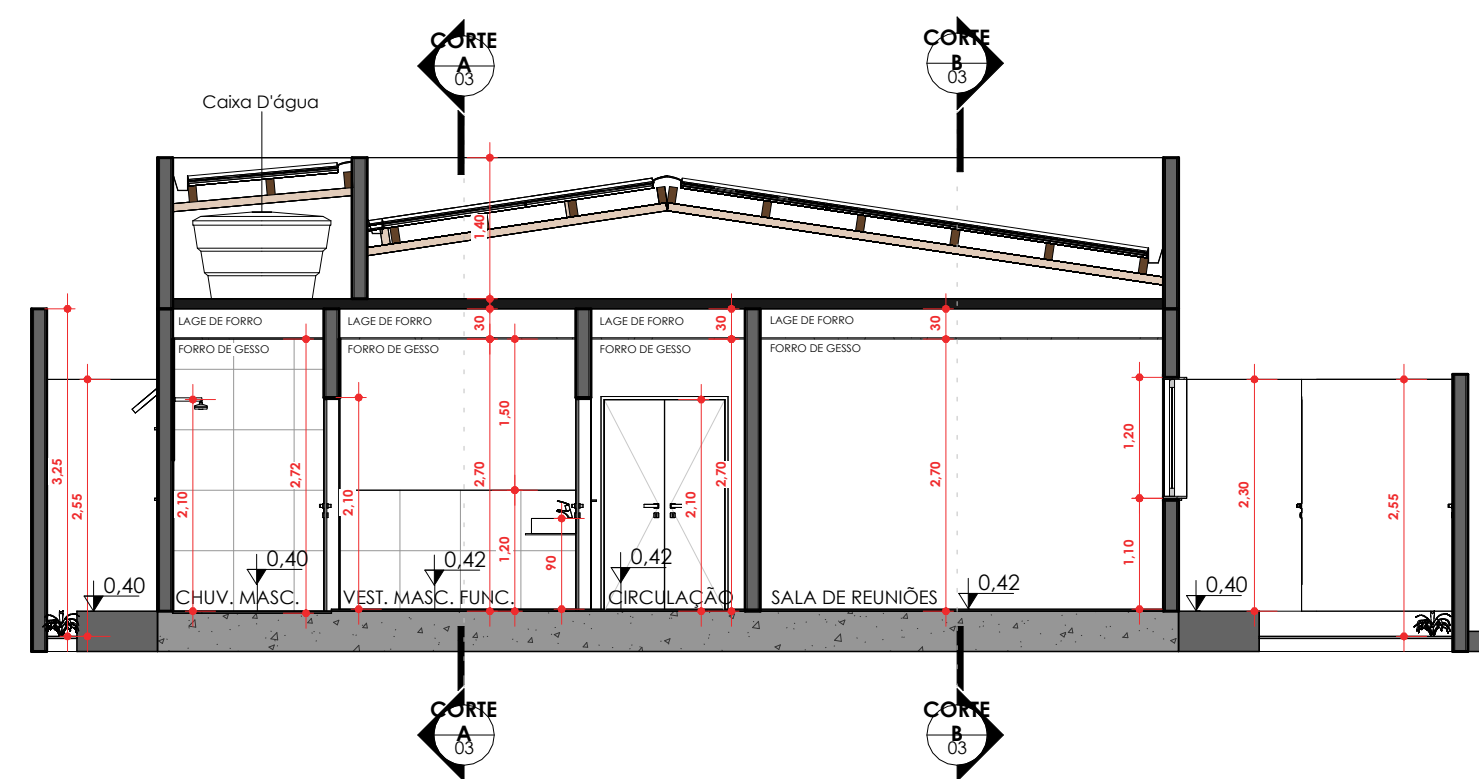 CORTE
A
03
CORTE
B
03
Caixa D'água
1,40
LAGE DE FORRO
LAGE DE FORRO
30
LAGE DE FORRO
30
LAGE DE FORRO
30
FORRO DE GESSO
FORRO DE GESSO
FORRO DE GESSO
FORRO DE GESSO
3,25
2,55
2,10
2,72
2,10
2,70
1,50
1,20
90
2,10
2,70
2,70
1,20
1,10
2,30
2,55
0,40
0,40
0,42
0,42
0,42
0,40
CHUV. MASC.
VEST. MASC. FUNC.
CIRCULAÇÃO
SALA DE REUNIÕES
CORTE
A
03
CORTE
B
03